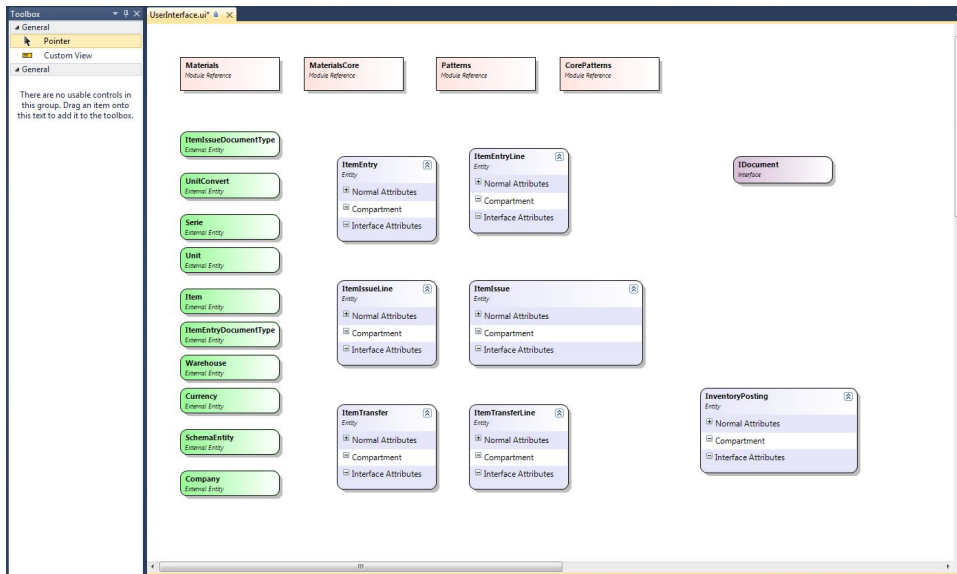 Toolbox
General
Pointer
Custom View
General
There are no usable controls in
this group. Drag an item onto
this text to add it to the toolbox.
UserInterface.ui*
Materials
Module Reference
MaterialsCore
Module Reference
Patterns
Module Reference
CorePatterns
Module Reference
ItemIssueDocumentType
External Entity
UnitConvert
External Entity
Serie
External Entity
Unit
External Entity
Item
External Entity
ItemEntryDocumentType
External Entity
Warehouse
External Entity
Currency
External Entity
SchemaEntity
External Entity
Company
External Entity
ItemEntry
Entity
Normal Attributes
Compartment
Interface Attributes
ItemEntryLine
Entity
Normal Attributes
Compartment
Interface Attributes
IDocument
Interface
ItemIssueLine
Entity
Normal Attributes
Compartment
Interface Attributes
ItemIssue
Entity
Normal Attributes
Compartment
Interface Attributes
ItemTransfer
Entity
Normal Attributes
Compartment
Interface Attributes
ItemTransferLine
Entity
Normal Attributes
Compartment
Interface Attributes
InventoryPosting
Entity
Normal Attributes
Compartment
Interface Attributes